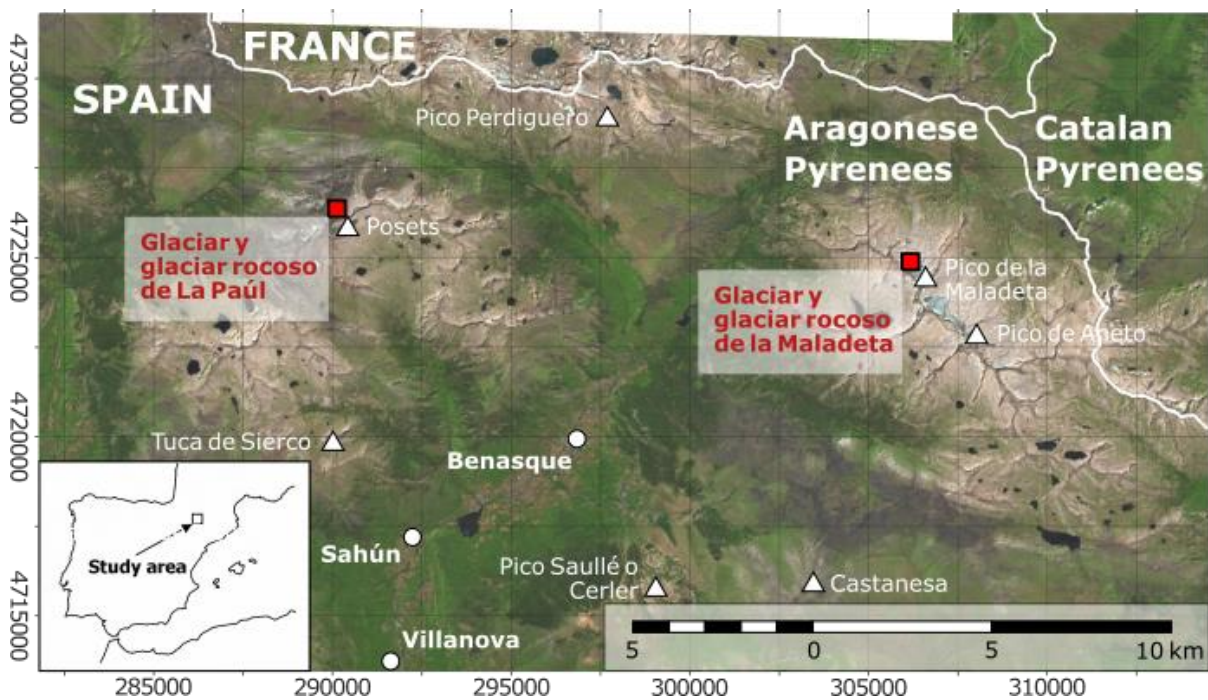 FRANCE
SPAIN
Pico Perdiguero
Aragonese
Pyrenees
Catalan
Pyrenees
Posets
Glaciar y
glaciar rocoso
de La Paúl
Pico de la
Maladeta
Glaciar y
glaciar rocoso
de la Maladeta
Pico de Aneto
Tuca de Sierco
Benasque
Sahún
Study area
Pico Saullé o
Cerler
Castanesa
Villanova
5 0 5 10 km
4730000
4725000
4720000
4715000
285000 290000 295000 300000 305000 310000